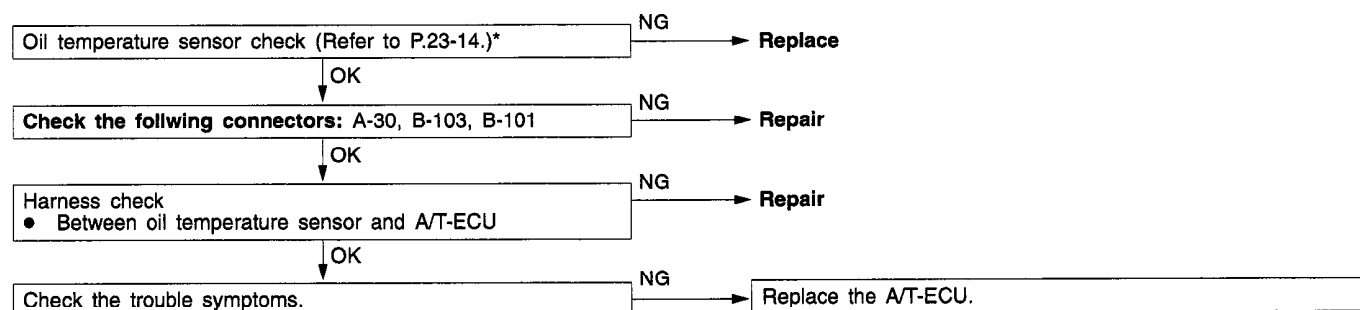 NG
Oil temperature sensor check (Refer to P.23-14.)*
Replace
OK
NG
Check the follwing connectors: A-30, B-103, B-101
Repair
OK
NG
Harness check
Repair
● Between oil temperature sensor and A/T-ECU
OK
NG
Check the trouble symptoms.
Replace the A/T-ECU.